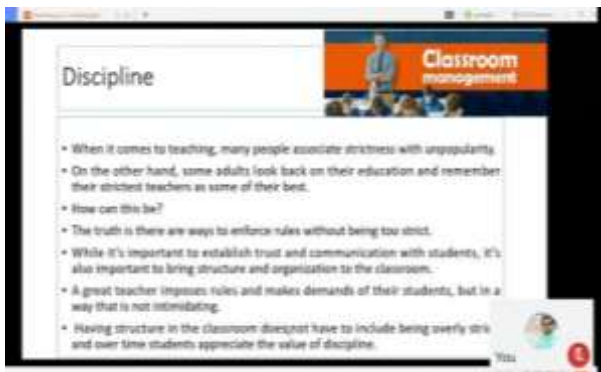 Discipline
Classroom
management
• When it comes to teaching, many people associate strictness with unpopularity.
• On the other hand, some adults look back on their education and remember
their strictest teachers as some of their best.
• How can this be?
• The truth is there are ways to enforce rules without being too strict.
• While it's important to establish trust and communication with students, it's
also important to bring structure and organization to the classroom.
• A great teacher imposes rules and makes demands of their students, but in a
way that is not intimidating.
• Having structure in the classroom does not have to include being overly stric
and over time students appreciate the value of discipline.
You